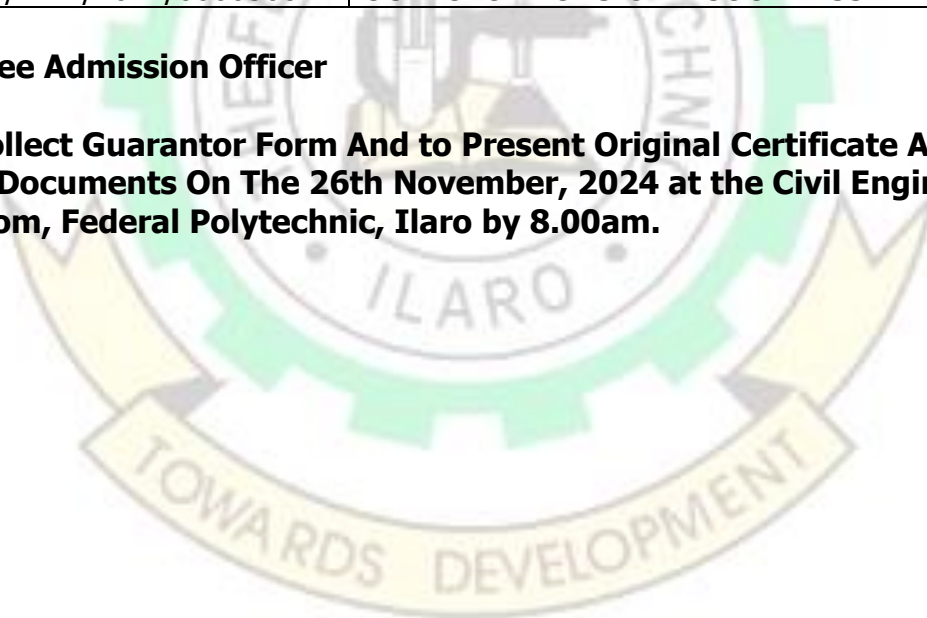 ee Admission Officer
ollect Guarantor Form And to Present Original Certificate A
Documents On The 26th November, 2024 at the Civil Engin
om, Federal Polytechnic, Ilaro by 8.00am.
ILARO
TOWARDS DEVELOPMENT